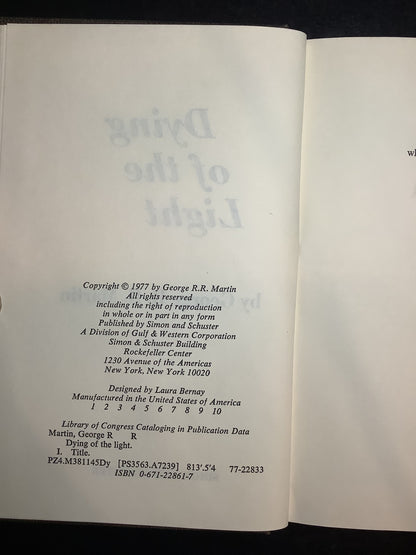 Copyright © 1977 by George R.R. Martin
All rights reserved
including the right of reproduction
in whole or in part in any form
Published by Simon and Schuster
A Division of Gulf & Western Corporation
Simon & Schuster Building
Rockefeller Center
1230 Avenue of the Americas
New York, New York 10020
Designed by Laura Bernay
Manufactured in the United States of America
1 2 3 4 5 6 7 8 9 10
Library of Congress Cataloging in Publication Data
Martin, George R R
Dying of the light.
I. Title.
PZ4.M381145Dy [PS3563.A7239] 813'.5'4 77-22833
ISBN 0-671-22861-7
Dying
of the
Light